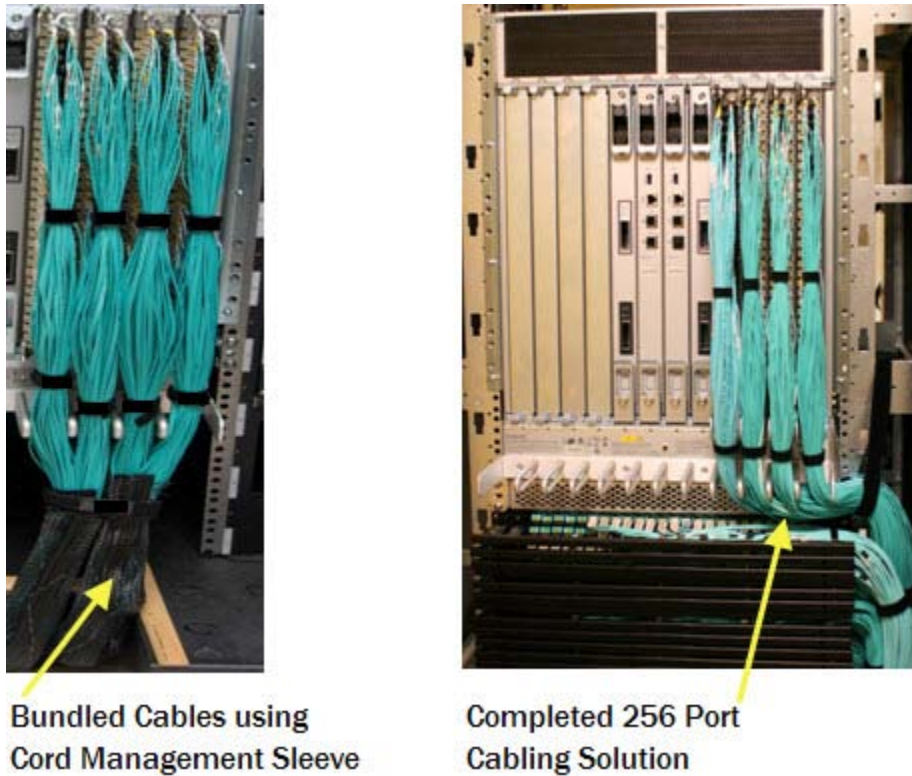 Bundled Cables using
Cord Management Sleeve
Completed 256 Port
Cabling Solution